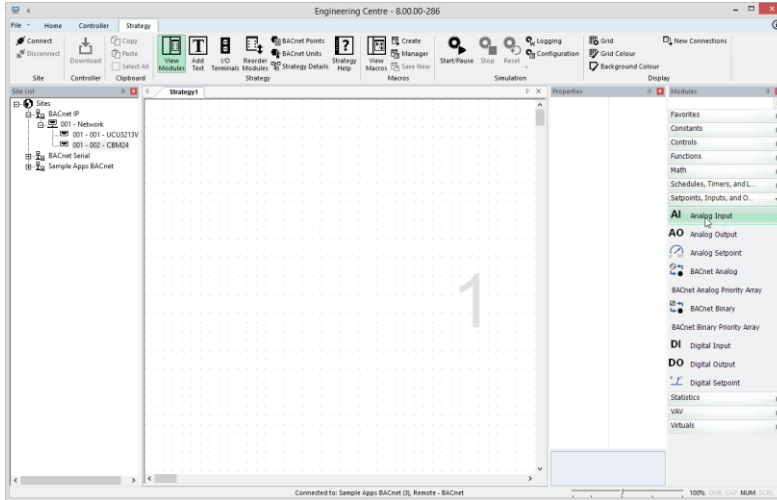 Engineering Centre - 8.00.00-286
File Home Controller Strategy
Connect
Disconnect
Site
Download
Controller
Copy
Paste
Select All
Clipboard
View Modules
Add Text
I/O Terminals
Reorder Modules
BACnet Points
BACnet Units
Strategy Details
Strategy Help
Strategy
View Macros
Create
Manager
Save New
Macros
Start/Pause
Stop
Reset
Logging
Configuration
Simulation
Grid
Grid Colour
Background Colour
New Connections
Display
Site List
Sites
BACnet IP
001 - Network
001 - 001 - UCU3213V
001 - 002 - CBM24
BACnet Serial
Sample Apps BACnet
Strategy1
1
Properties
Modules
Favorites
Constants
Controls
Functions
Math
Schedules, Timers, and L...
Setpoints, Inputs, and O...
AI Analog Input
AO Analog Output
Analog Setpoint
BACnet Analog
BACnet Analog Priority Array
BACnet Binary
BACnet Binary Priority Array
DI Digital Input
DO Digital Output
Digital Setpoint
Statistics
VAV
Virtuals
Connected to: Sample Apps BACnet (3), Remote - BACnet
100% OVR CAP NUM SCRL